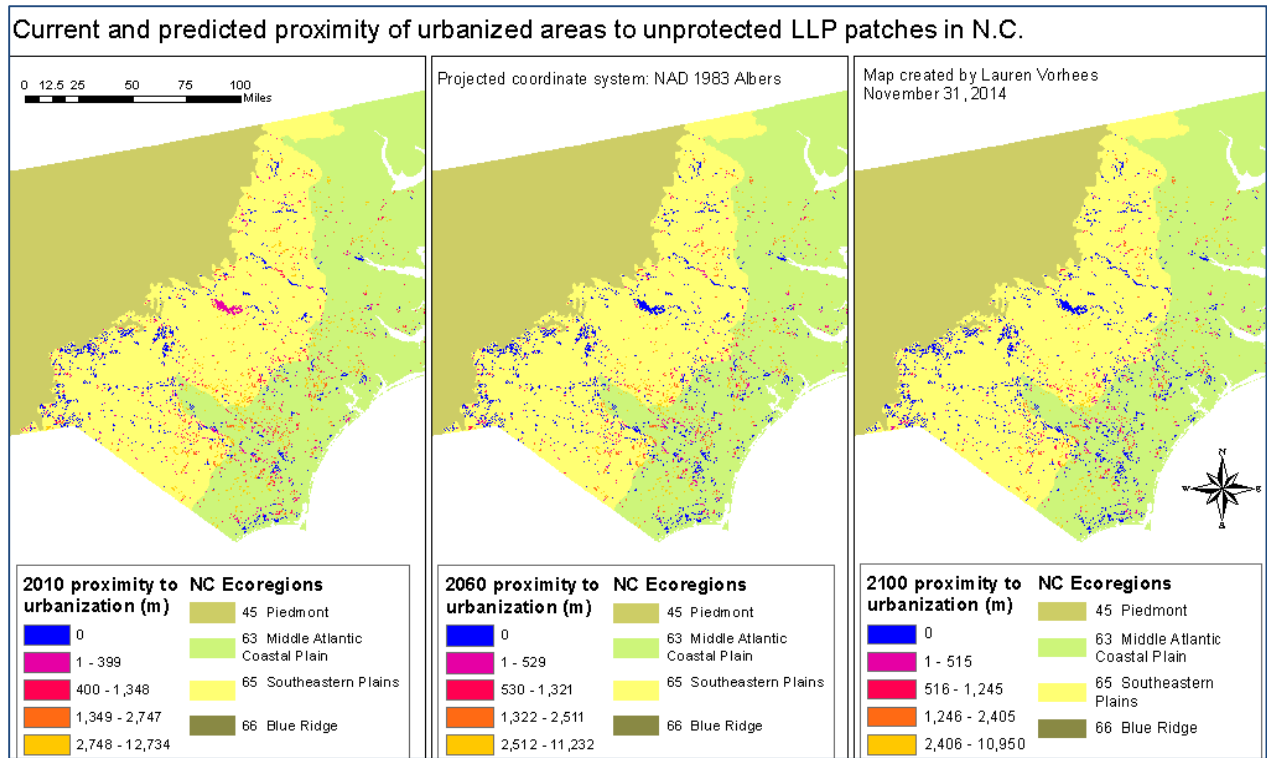 Current and predicted proximity of urbanized areas to unprotected LLP patches in N.C.
0 12.5 25 50 75 100
Miles
Projected coordinate system: NAD 1983 Albers
Map created by Lauren Vorhees
November 31, 2014
N
W E
S
2010 proximity to
urbanization (m)
0
1 - 399
400 - 1,348
1,349 - 2,747
2,748 - 12,734
NC Ecoregions
45 Piedmont
63 Middle Atlantic
Coastal Plain
65 Southeastern Plains
66 Blue Ridge
2060 proximity to
urbanization (m)
0
1 - 529
530 - 1,321
1,322 - 2,511
2,512 - 11,232
NC Ecoregions
45 Piedmont
63 Middle Atlantic
Coastal Plain
65 Southeastern Plains
66 Blue Ridge
2100 proximity to
urbanization (m)
0
1 - 515
516 - 1,245
1,246 - 2,405
2,406 - 10,950
NC Ecoregions
45 Piedmont
63 Middle Atlantic
Coastal Plain
65 Southeastern
Plains
66 Blue Ridge